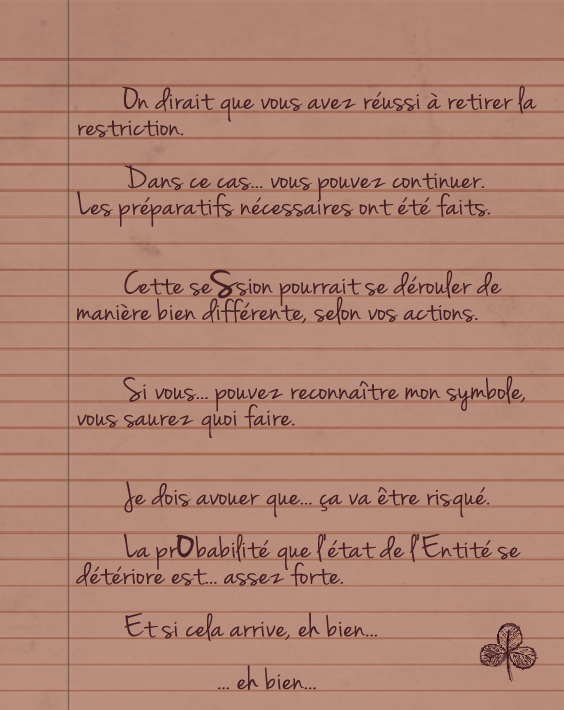 On dirait que vous avez réussi à retirer la
restriction.
Dans ce cas... vous pouvez continuer.
Les préparatifs nécessaires ont été faits.
Cette seSsion pourrait se dérouler de
manière bien différente, selon vos actions.
Si vous... pouvez reconnaître mon symbole,
vous saurez quoi faire.
Je dois avouer que... ça va être risqué.
La prObabilité que l'état de l'Entité se
détériore est... assez forte.
Et si cela arrive, eh bien...
... eh bien...